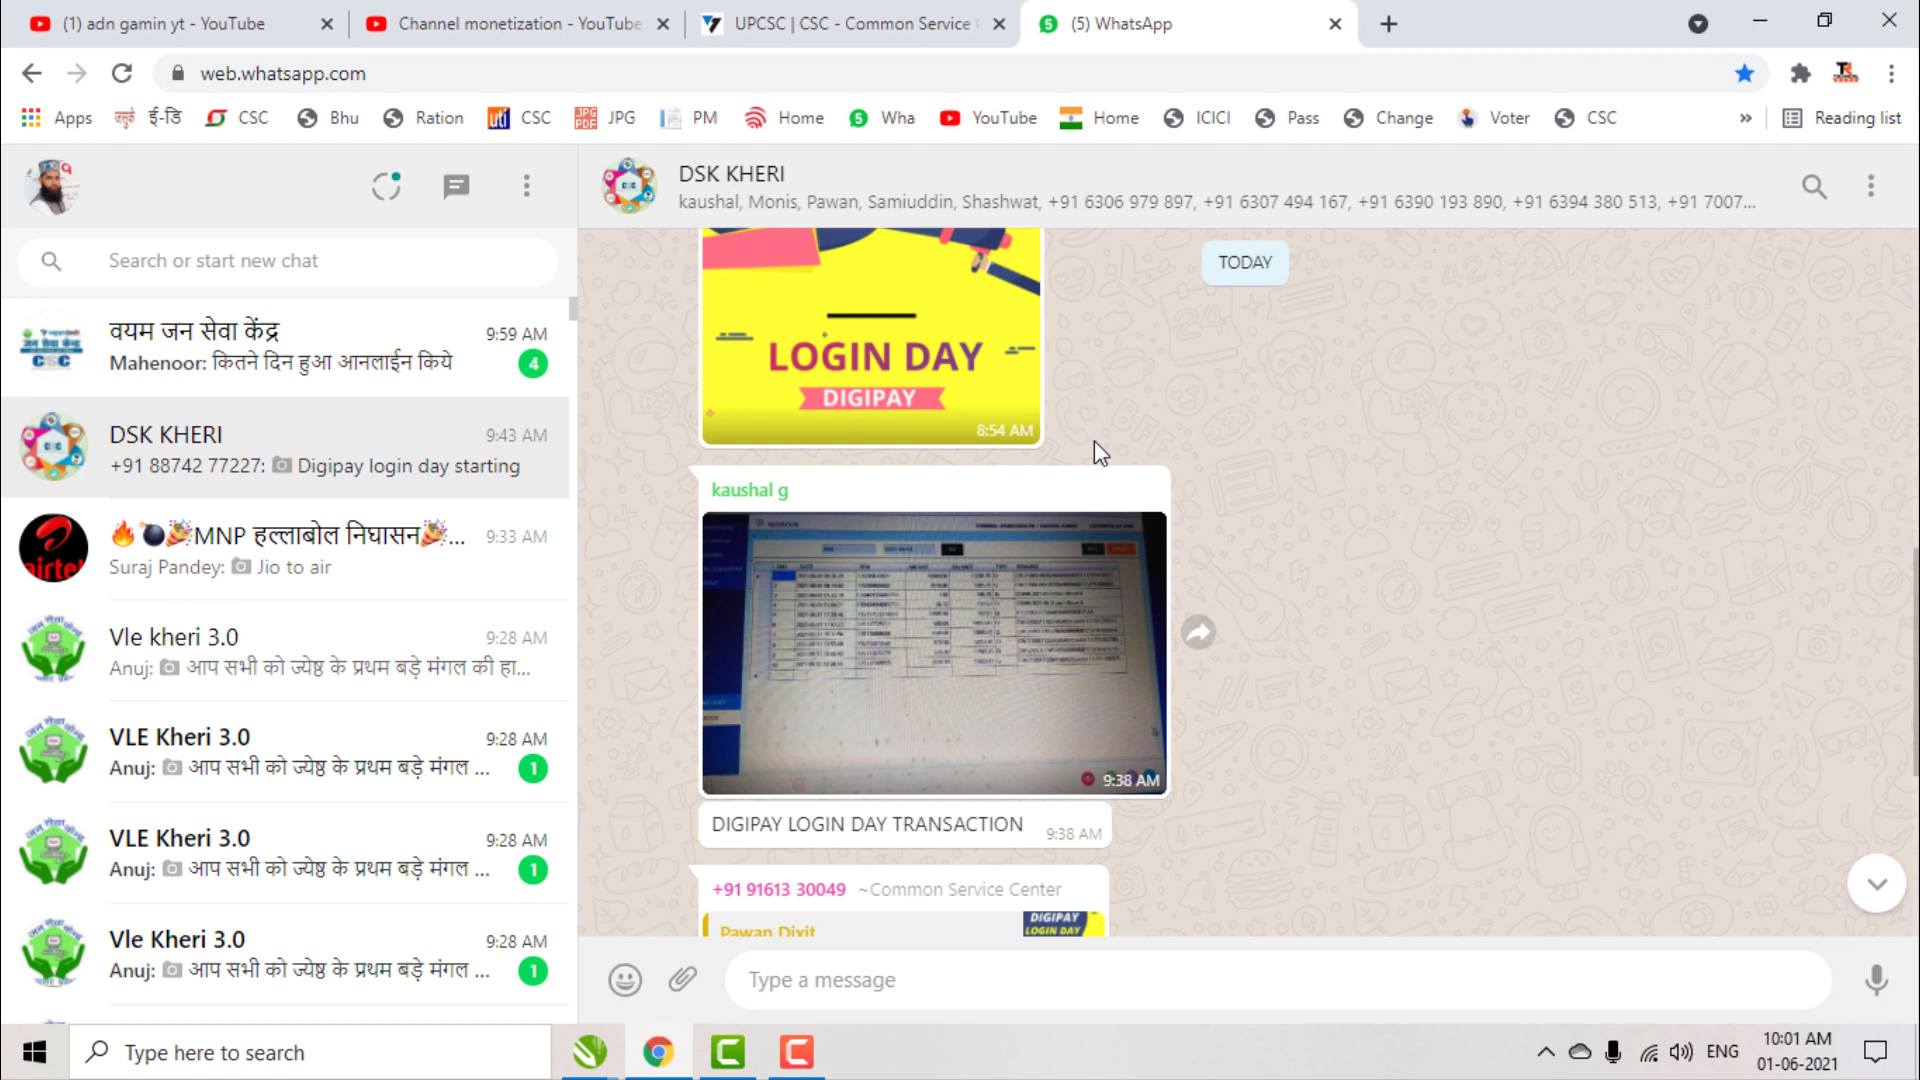 (1) adn gamin yt - YouTube
Channel monetization - YouTube
UPCSC | CSC - Common Service
(5) WhatsApp
web.whatsapp.com
Apps
ई-डि
CSC
Bhu
Ration
uti
CSC
JPG
PDF
JPG
PM
Home
5
Wha
YouTube
Home
ICICI
Pass
Change
Voter
CSC
»
Reading list
DSK KHERI
kaushal, Monis, Pawan, Samiuddin, Shashwat, +91 6306 979 897, +91 6307 494 167, +91 6390 193 890, +91 6394 380 513, +91 7007...
Search or start new chat
वयम जन सेवा केंद्र
9:59 AM
Mahenoor: कितने दिन हुआ आनलाईन किये
4
DSK KHERI
9:43 AM
+91 88742 77227: Digipay login day starting
🔥💣🎉MNP हल्लाबोल निघासन🎉...
9:33 AM
Suraj Pandey: Jio to air
airtel
Vle kheri 3.0
9:28 AM
Anuj: आप सभी को ज्येष्ठ के प्रथम बड़े मंगल की हा...
VLE Kheri 3.0
9:28 AM
Anuj: आप सभी को ज्येष्ठ के प्रथम बड़े मंगल ...
1
VLE Kheri 3.0
9:28 AM
Anuj: आप सभी को ज्येष्ठ के प्रथम बड़े मंगल ...
1
Vle Kheri 3.0
9:28 AM
Anuj: आप सभी को ज्येष्ठ के प्रथम बड़े मंगल ...
1
TODAY
LOGIN DAY
DIGIPAY
8:54 AM
kaushal g
9:38 AM
DIGIPAY LOGIN DAY TRANSACTION
9:38 AM
+91 91613 30049 ~Common Service Center
Pawan Dixit
DIGIPAY
LOGIN DAY
Type a message
Type here to search
ENG
10:01 AM
01-06-2021